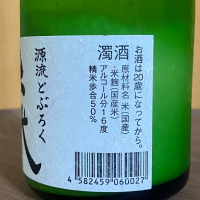 お酒は20歳になってから。
濁酒
原材料名 米(国産)
米麹(国産米)
アルコール分16度
精米歩合50%
源流どぶろく
4 582459 060027